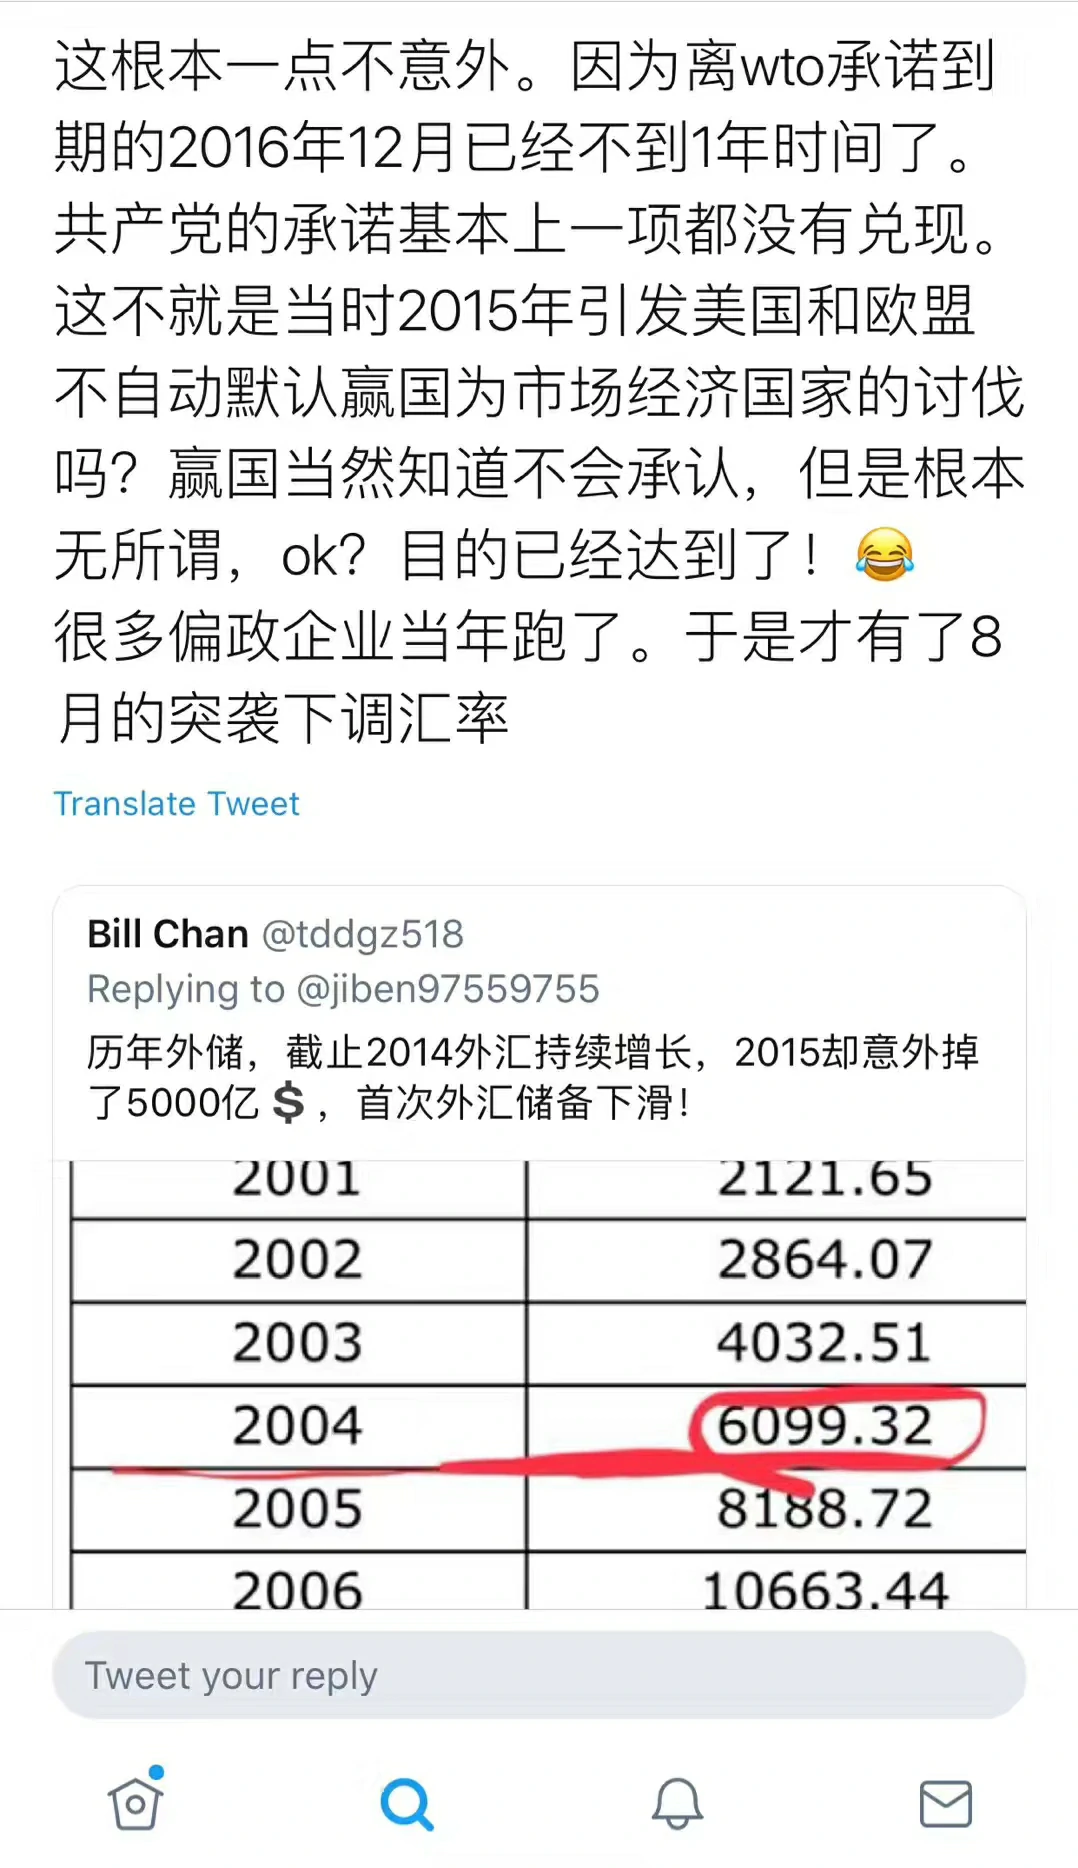 这根本一点不意外。因为离wto承诺到
期的2016年12月已经不到1年时间了。
共产党的承诺基本上一项都没有兑现。
这不就是当时2015年引发美国和欧盟
不自动默认赢国为市场经济国家的讨伐
吗？赢国当然知道不会承认，但是根本
无所谓，ok？目的已经达到了！😂
很多偏政企业当年跑了。于是才有了8
月的突袭下调汇率
Translate Tweet
Bill Chan @tddgz518
Replying to @jiben97559755
历年外储，截止2014外汇持续增长，2015却意外掉
了5000亿💲，首次外汇储备下滑！
2001 2121.65
2002 2864.07
2003 4032.51
2004 6099.32
2005 8188.72
2006 10663.44
Tweet your reply